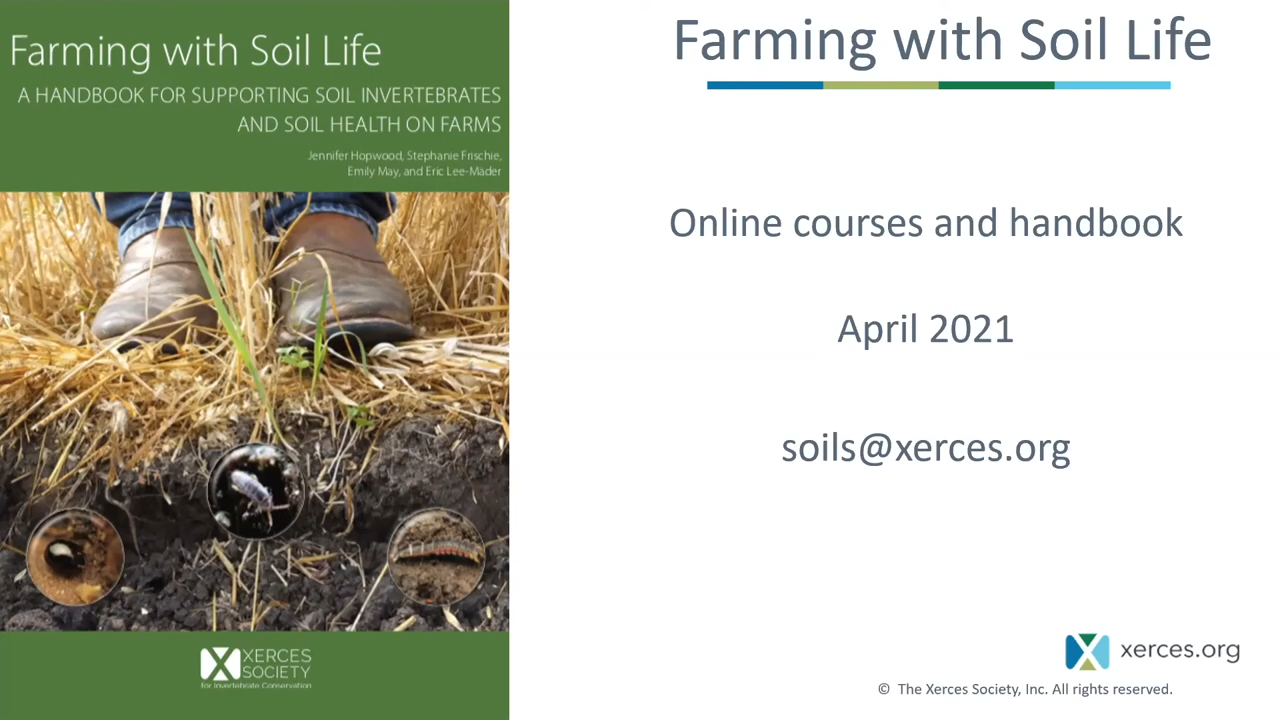 Farming with Soil Life
A HANDBOOK FOR SUPPORTING SOIL INVERTEBRATES
AND SOIL HEALTH ON FARMS
Jennifer Hopwood, Stephanie Frischie,
Emily May, and Eric Lee-Mäder
XERCES
SOCIETY
for Invertebrate Conservation
Farming with Soil Life
Online courses and handbook
April 2021
soils@xerces.org
xerces.org
© The Xerces Society, Inc. All rights reserved.